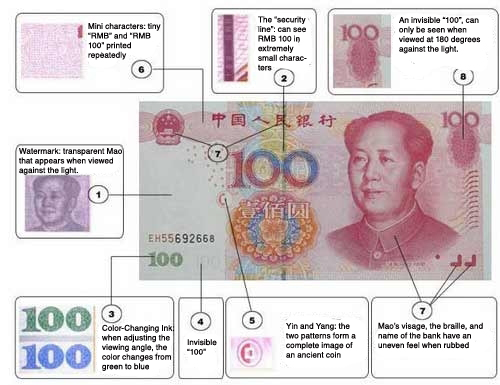 Mini characters: tiny
"RMB" and "RMB
100" printed
repeatedly
6
The "security
line": can see
RMB 100 in
extremely
small charac-
ters
2
An invisible "100", can
only be seen when
viewed at 180 degrees
against the light.
100
8
中国人民银行
100
7
100
Watermark: transparent Mao
that appears when viewed
against the light.
1
壹佰圆
EH55692668
100
100
3
4
5
7
100
100
Color-Changing Ink:
when adjusting the
viewing angle, the
color changes from
green to blue
Invisible
"100"
Yin and Yang: the
two patterns form a
complete image of
an ancient coin
Mao's visage, the braille, and
name of the bank have an
uneven feel when rubbed